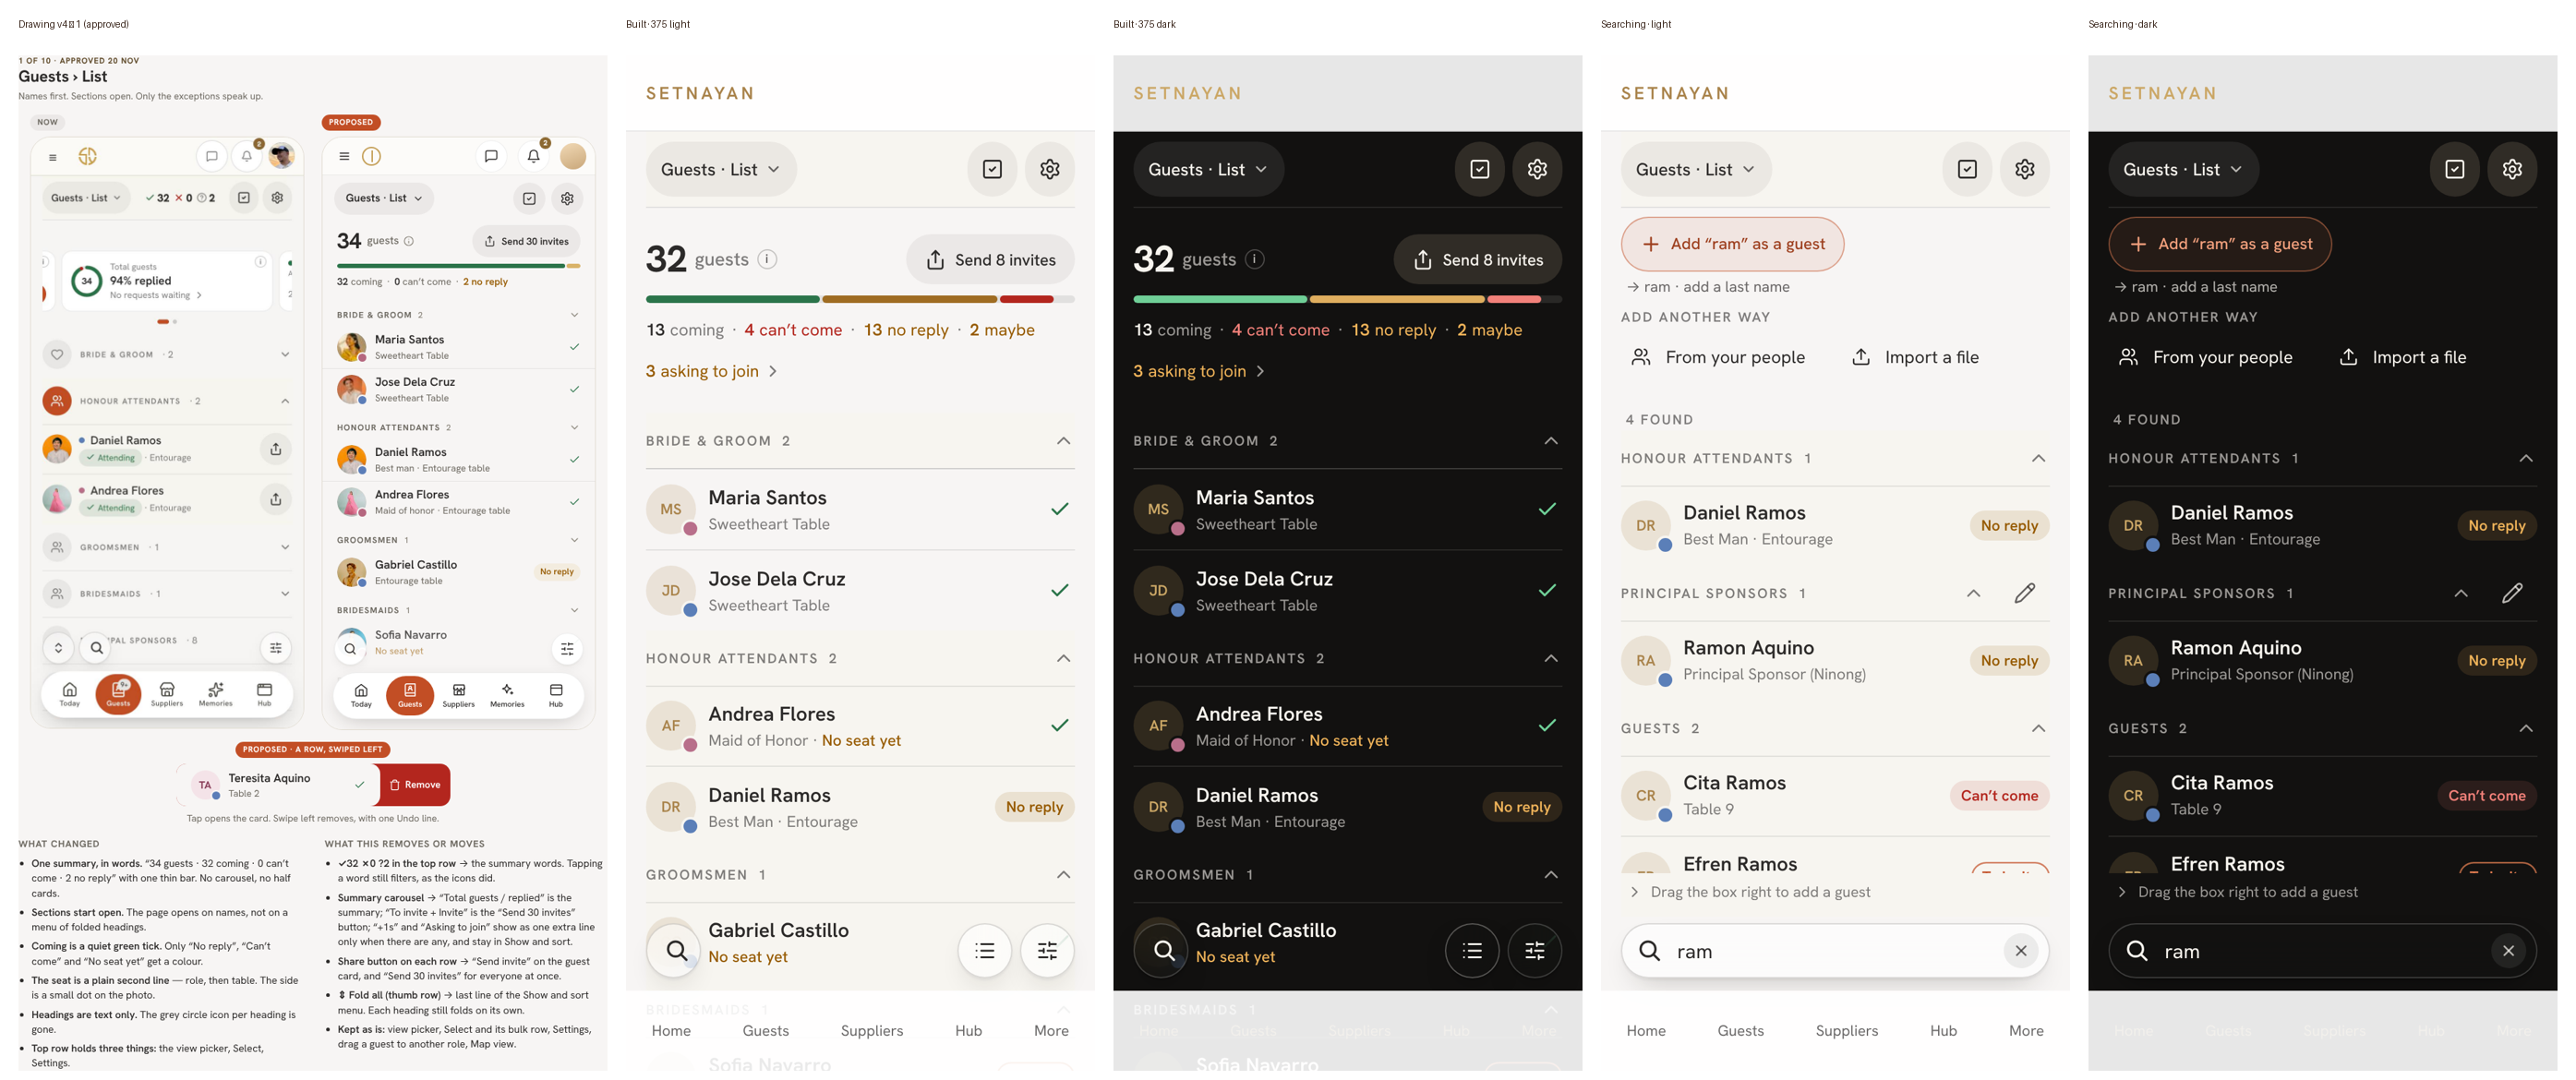 Drawing v4 1 (approved)
1 OF 10 · APPROVED 20 NOV
Guests › List
Names first. Sections open. Only the exceptions speak up.
NOW
2
Guests · List
✓ 32 ✕ 0 2
34
Total guests
94% replied
No requests waiting
BRIDE & GROOM · 2
HONOUR ATTENDANTS · 2
Daniel Ramos
✓ Attending · Entourage
Andrea Flores
✓ Attending · Entourage
GROOMSMEN · 1
BRIDESMAIDS · 1
PAL SPONSORS · 8
9+
Today
Guests
Suppliers
Memories
Hub
PROPOSED
2
Guests · List
34 guests
Send 30 invites
32 coming · 0 can’t come · 2 no reply
BRIDE & GROOM 2
Maria Santos
Sweetheart Table
Jose Dela Cruz
Sweetheart Table
HONOUR ATTENDANTS 2
Daniel Ramos
Best man · Entourage table
Andrea Flores
Maid of honor · Entourage table
GROOMSMEN 1
Gabriel Castillo
Entourage table
No reply
BRIDESMAIDS 1
Sofia Navarro
No seat yet
Today
Guests
Suppliers
Memories
Hub
PROPOSED · A ROW, SWIPED LEFT
TA
Teresita Aquino
Table 2
Remove
Tap opens the card. Swipe left removes, with one Undo line.
WHAT CHANGED
• One summary, in words. “34 guests · 32 coming · 0 can’t
come · 2 no reply” with one thin bar. No carousel, no half
cards.
• Sections start open. The page opens on names, not on a
menu of folded headings.
• Coming is a quiet green tick. Only “No reply”, “Can’t
come” and “No seat yet” get a colour.
• The seat is a plain second line — role, then table. The side
is a small dot on the photo.
• Headings are text only. The grey circle icon per heading is
gone.
• Top row holds three things: the view picker, Select,
Settings.
WHAT THIS REMOVES OR MOVES
• ✓32 ✕0 ?2 in the top row → the summary words. Tapping
a word still filters, as the icons did.
• Summary carousel → “Total guests / replied” is the
summary; “To invite + Invite” is the “Send 30 invites”
button; “+1s” and “Asking to join” show as one extra line
only when there are any, and stay in Show and sort.
• Share button on each row → “Send invite” on the guest
card, and “Send 30 invites” for everyone at once.
• ⇕ Fold all (thumb row) → last line of the Show and sort
menu. Each heading still folds on its own.
• Kept as is: view picker, Select and its bulk row, Settings,
drag a guest to another role, Map view.
Built · 375 light
SETNAYAN
Guests · List
32 guests
Send 8 invites
13 coming · 4 can’t come · 13 no reply · 2 maybe
3 asking to join
BRIDE & GROOM 2
MS
Maria Santos
Sweetheart Table
JD
Jose Dela Cruz
Sweetheart Table
HONOUR ATTENDANTS 2
AF
Andrea Flores
Maid of Honor · No seat yet
DR
Daniel Ramos
Best Man · Entourage
No reply
GROOMSMEN 1
Gabriel Castillo
No seat yet
BRIDESMAIDS 1
Home
Guests
Suppliers
Hub
More
Sofia Navarro
Built · 375 dark
SETNAYAN
Guests · List
32 guests
Send 8 invites
13 coming · 4 can’t come · 13 no reply · 2 maybe
3 asking to join
BRIDE & GROOM 2
MS
Maria Santos
Sweetheart Table
JD
Jose Dela Cruz
Sweetheart Table
HONOUR ATTENDANTS 2
AF
Andrea Flores
Maid of Honor · No seat yet
DR
Daniel Ramos
Best Man · Entourage
No reply
GROOMSMEN 1
Gabriel Castillo
No seat yet
BRIDESMAIDS 1
Home
Guests
Suppliers
Hub
More
Sofia Navarro
Searching · light
SETNAYAN
Guests · List
+ Add “ram” as a guest
→ ram · add a last name
ADD ANOTHER WAY
From your people
Import a file
4 FOUND
HONOUR ATTENDANTS 1
DR
Daniel Ramos
Best Man · Entourage
No reply
PRINCIPAL SPONSORS 1
RA
Ramon Aquino
Principal Sponsor (Ninong)
No reply
GUESTS 2
CR
Cita Ramos
Table 9
Can’t come
Efren Ramos
Drag the box right to add a guest
ram
Home
Guests
Suppliers
Hub
More
Searching · dark
SETNAYAN
Guests · List
+ Add “ram” as a guest
→ ram · add a last name
ADD ANOTHER WAY
From your people
Import a file
4 FOUND
HONOUR ATTENDANTS 1
DR
Daniel Ramos
Best Man · Entourage
No reply
PRINCIPAL SPONSORS 1
RA
Ramon Aquino
Principal Sponsor (Ninong)
No reply
GUESTS 2
CR
Cita Ramos
Table 9
Can’t come
Efren Ramos
Drag the box right to add a guest
ram
Home
Guests
Suppliers
Hub
More